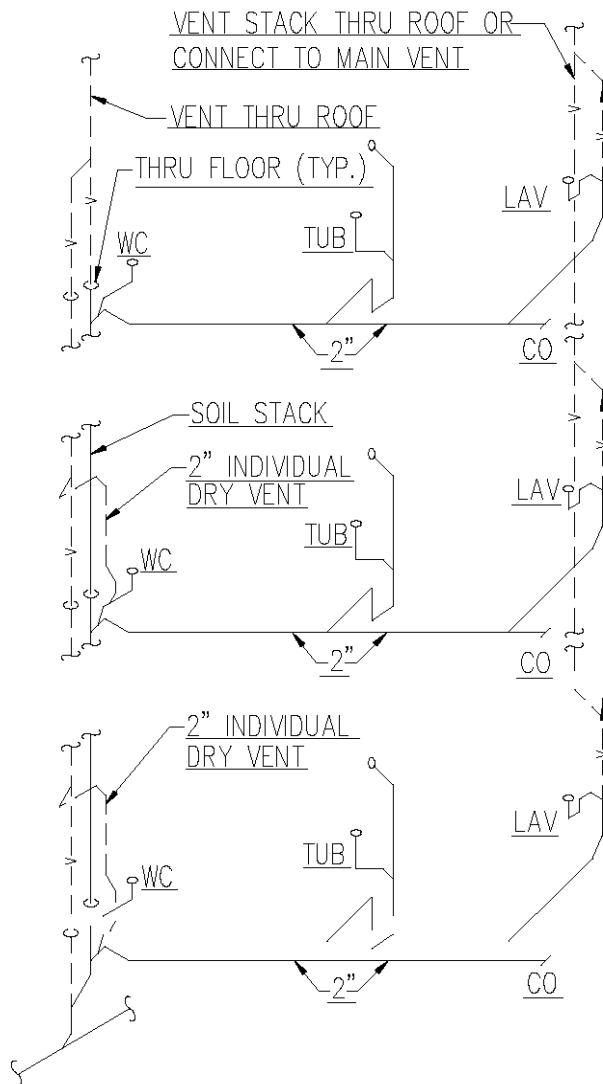 VENT STACK THRU ROOF OR
CONNECT TO MAIN VENT
VENT THRU ROOF
THRU FLOOR (TYP.)
LAV
WC
TUB
2"
CO
SOIL STACK
2" INDIVIDUAL
DRY VENT
LAV
TUB
WC
2"
CO
2" INDIVIDUAL
DRY VENT
LAV
TUB
WC
2"
CO